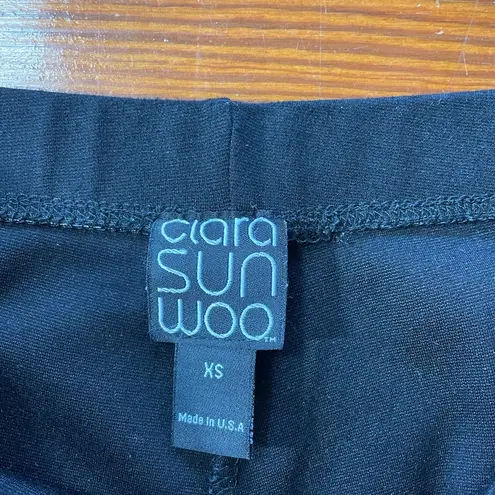 clara
SUN
WOO TM
XS
Made In U.S.A